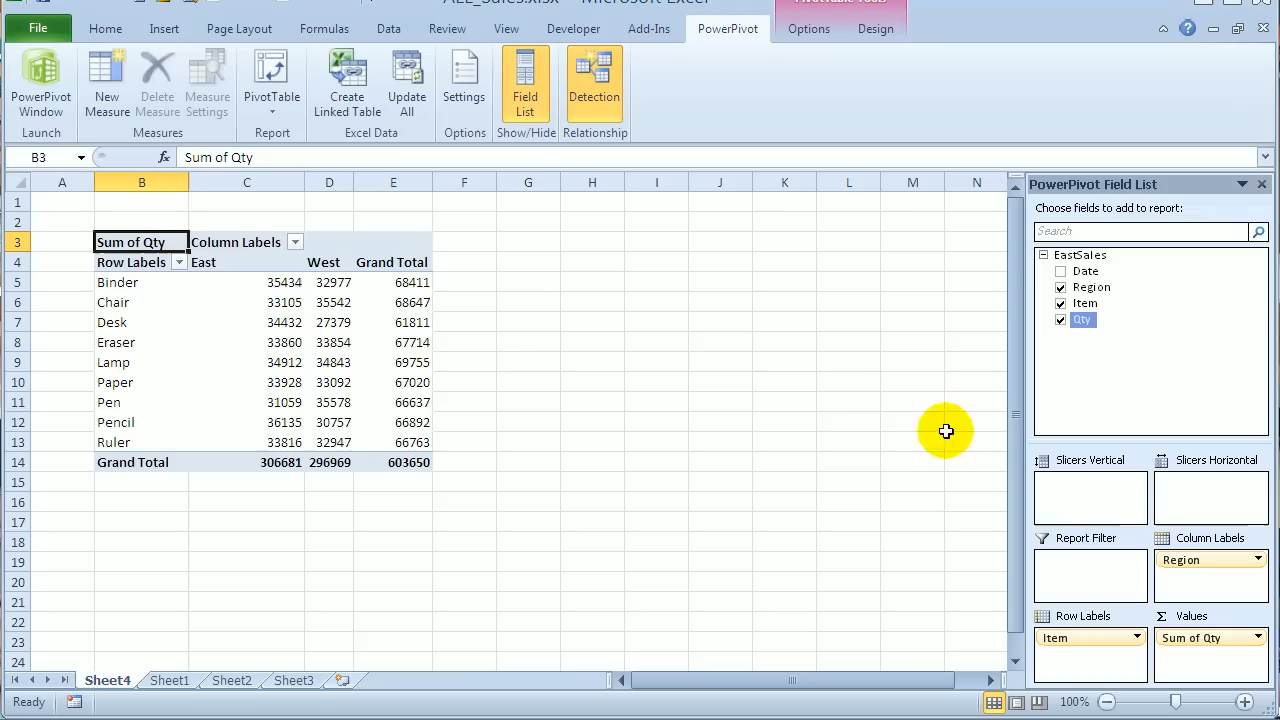 ALL_Sales.xlsx - Microsoft Excel
PivotTable Tools
File Home Insert Page Layout Formulas Data Review View Developer Add-Ins PowerPivot Options Design
PowerPivot Window
New Measure
Delete Measure
Measure Settings
PivotTable
Create Linked Table
Update All
Settings
Field List
Detection
Launch Measures Report Excel Data Options Show/Hide Relationship
B3 fx Sum of Qty
A B C D E F G H I J K L M N
1
2
3 Sum of Qty Column Labels
4 Row Labels East West Grand Total
5 Binder 35434 32977 68411
6 Chair 33105 35542 68647
7 Desk 34432 27379 61811
8 Eraser 33860 33854 67714
9 Lamp 34912 34843 69755
10 Paper 33928 33092 67020
11 Pen 31059 35578 66637
12 Pencil 36135 30757 66892
13 Ruler 33816 32947 66763
14 Grand Total 306681 296969 603650
15
16
17
18
19
20
21
22
23
24
PowerPivot Field List
Choose fields to add to report:
Search
EastSales
Date
Region
Item
Qty
Slicers Vertical Slicers Horizontal
Report Filter Σ Column Labels
Region
Row Labels Σ Values
Item Sum of Qty
Sheet4 Sheet1 Sheet2 Sheet3
Ready 100%